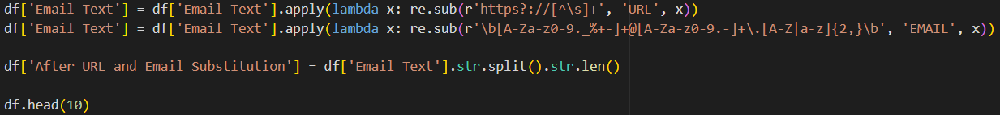 df['Email Text'] = df['Email Text'].apply(lambda x: re.sub(r'https?://[^\s]+', 'URL', x))
df['Email Text'] = df['Email Text'].apply(lambda x: re.sub(r'\b[A-Za-z0-9._%+-]+@[A-Za-z0-9.-]+\.[A-Z|a-z]{2,}\b', 'EMAIL', x))
df['After URL and Email Substitution'] = df['Email Text'].str.split().str.len()
df.head(10)